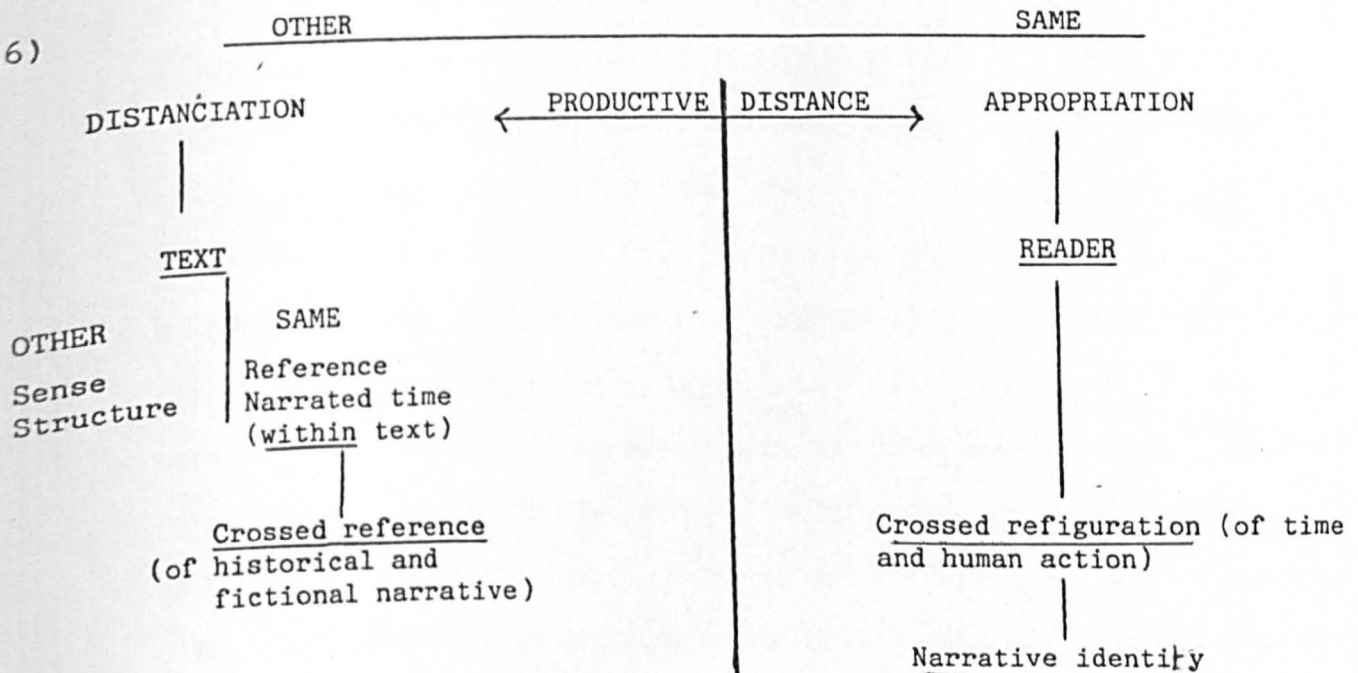 6)
OTHER SAME
DISTANCIATION PRODUCTIVE DISTANCE APPROPRIATION
TEXT READER
OTHER
Sense
Structure
SAME
Reference
Narrated time
(within text)
Crossed reference
(of historical and
fictional narrative)
Crossed refiguration (of time
and human action)
Narrative identity